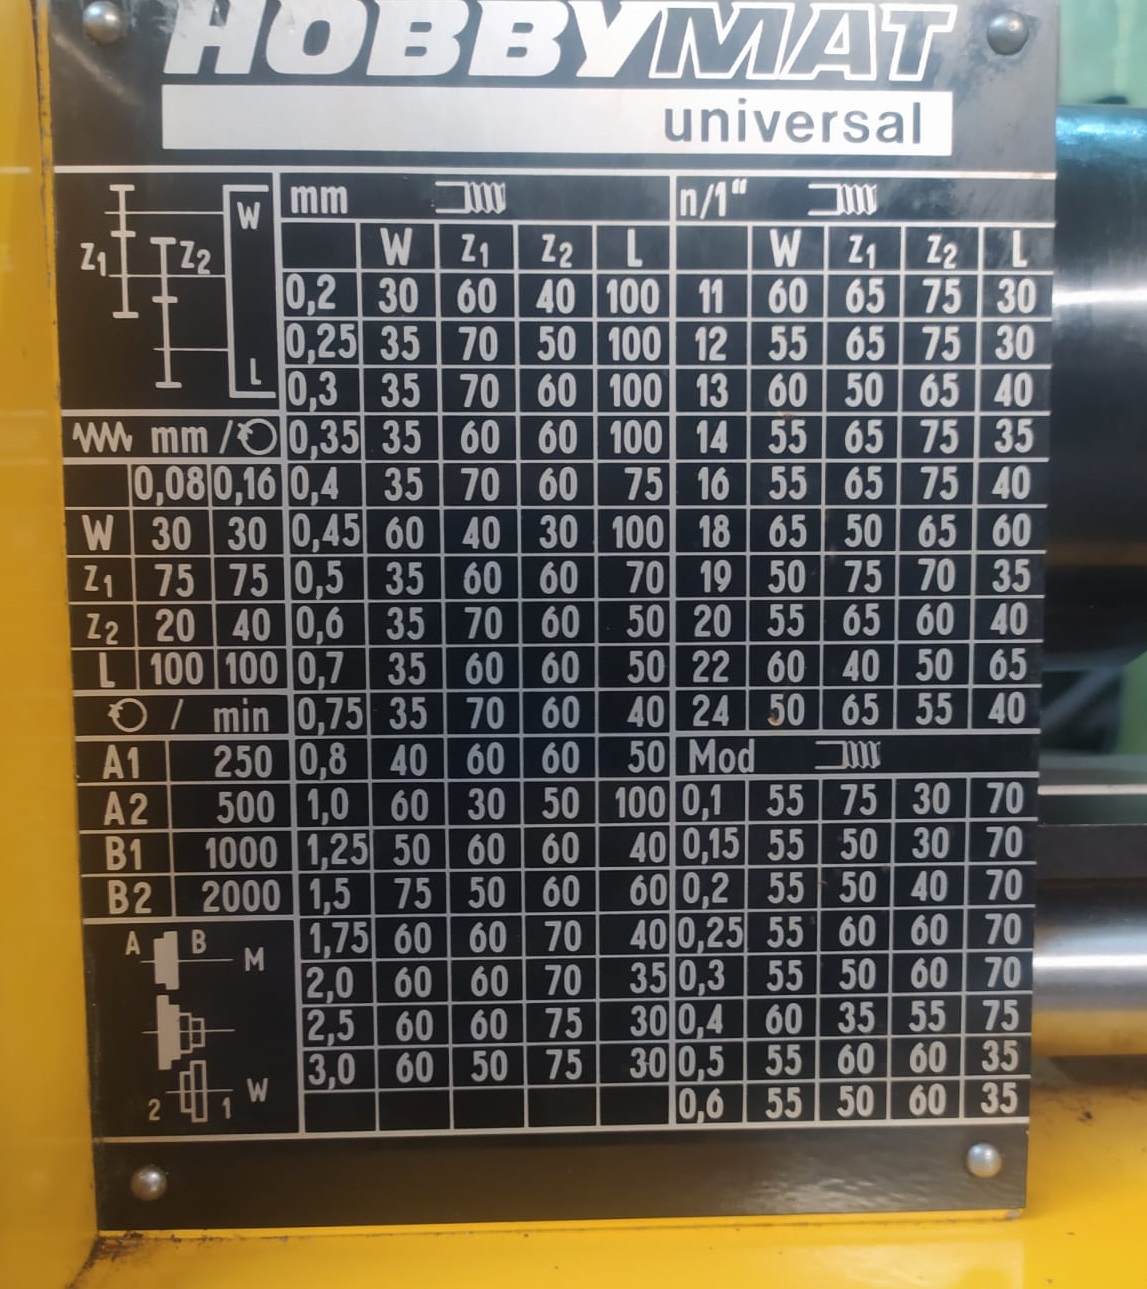 HOBBYMAT
universal
W
Z1 Z2
L
mm / 
0,08 0,16
W 30 30
Z1 75 75
Z2 20 40
L 100 100
/ min
A1 250
A2 500
B1 1000
B2 2000
A B M
W
2 1
mm
W Z1 Z2 L
0,2 30 60 40 100
0,25 35 70 50 100
0,3 35 70 60 100
0,35 35 60 60 100
0,4 35 70 60 75
0,45 60 40 30 100
0,5 35 60 60 70
0,6 35 70 60 50
0,7 35 60 60 50
0,75 35 70 60 40
0,8 40 60 60 50
1,0 60 30 50 100
1,25 50 60 60 40
1,5 75 50 60 60
1,75 60 60 70 40
2,0 60 60 70 35
2,5 60 60 75 30
3,0 60 50 75 30
n/1“
W Z1 Z2 L
11 60 65 75 30
12 55 65 75 30
13 60 50 65 40
14 55 65 75 35
16 55 65 75 40
18 65 50 65 60
19 50 75 70 35
20 55 65 60 40
22 60 40 50 65
24 50 65 55 40
Mod
0,1 55 75 30 70
0,15 55 50 30 70
0,2 55 50 40 70
0,25 55 60 60 70
0,3 55 50 60 70
0,4 60 35 55 75
0,5 55 60 60 35
0,6 55 50 60 35